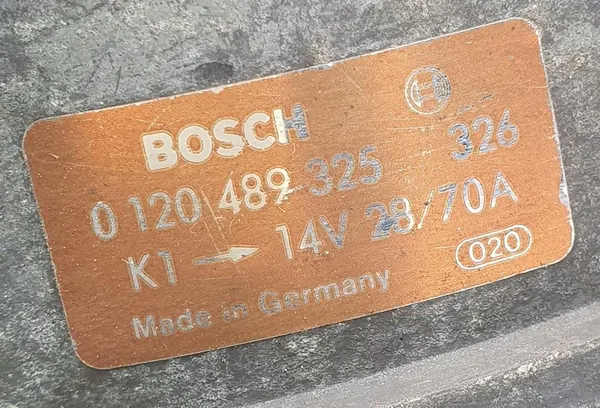 BOSCH
0 120 489 325 326
K1 → 14V 28/70A
Made in Germany 020